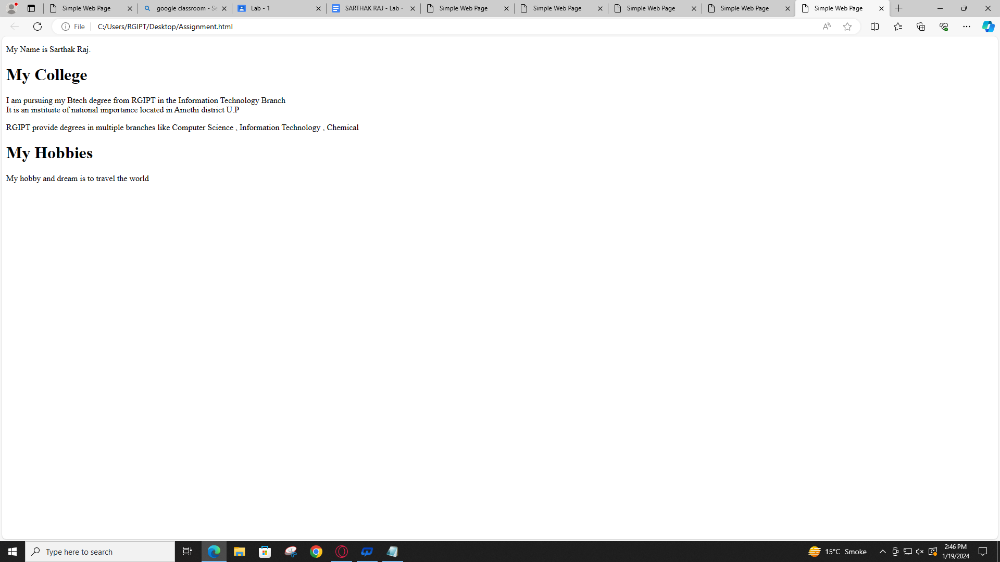 Simple Web Page
google classroom - Se
Lab - 1
SARTHAK RAJ - Lab -
Simple Web Page
Simple Web Page
Simple Web Page
Simple Web Page
Simple Web Page
File
C:/Users/RGIPT/Desktop/Assignment.html
My Name is Sarthak Raj.
My College
I am pursuing my Btech degree from RGIPT in the Information Technology Branch
It is an instituite of national importance located in Amethi district U.P
RGIPT provide degrees in multiple branches like Computer Science , Information Technology , Chemical
My Hobbies
My hobby and dream is to travel the world
Type here to search
15°C Smoke
2:46 PM
1/19/2024